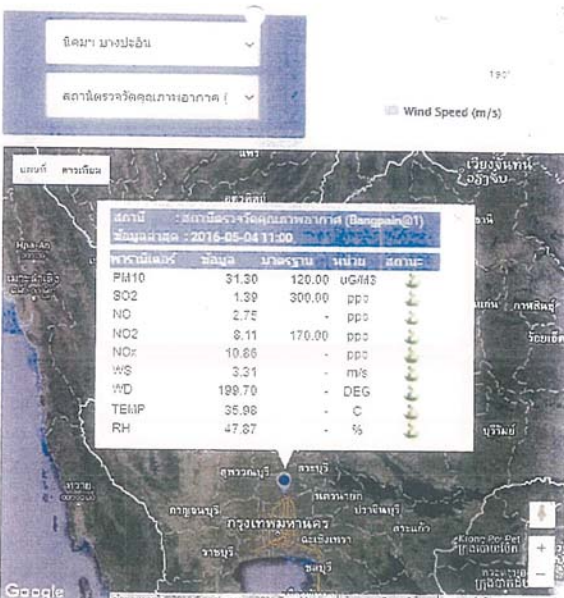 นิคมฯ บางปะอิน
สถานีตรวจวัดคุณภาพอากาศ (
190°
Wind Speed (m/s)
แผนที่ ดาวเทียม
แพร่
เวียงจันทน์
Hpa-An
สถานี : สถานีตรวจวัดคุณภาพอากาศ (Bangpain@1)
ข้อมูลล่าสุด : 2016-05-04 11:00
พารามิเตอร์ ข้อมูล มาตรฐาน หน่วย สถานะ
PM10 31.30 120.00 uG/M3
SO2 1.39 300.00 ppb
NO 2.75 - ppb
NO2 8.11 170.00 ppb
NOx 10.86 - ppb
WS 3.31 - m/s
WD 199.70 - DEG
TEMP 35.98 - C
RH 47.87 - %
กาฬสินธุ์
ร้อยเอ็ด
บุรีรัมย์
สุพรรณบุรี
สระบุรี
ทวาย
นครนายก
กาญจนบุรี
ปราจีนบุรี
กรุงเทพมหานคร
สระแก้ว
ฉะเชิงเทรา
ราชบุรี
ชลบุรี
+
−
Google